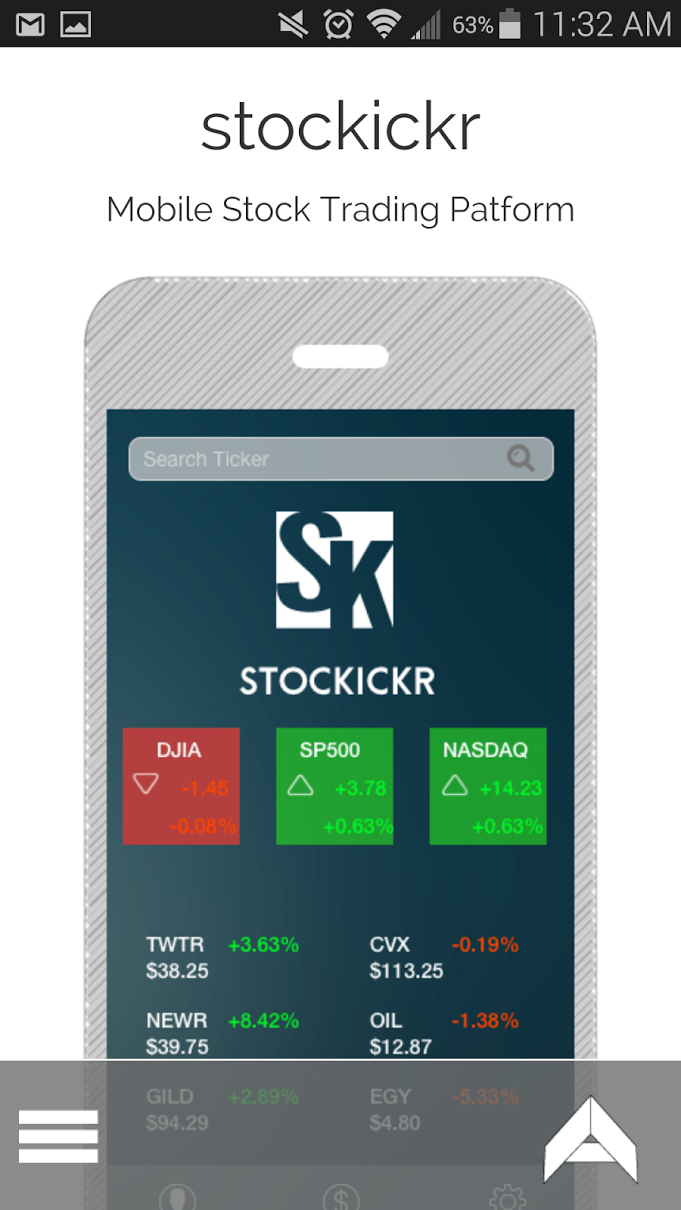 63% 11:32 AM
stockickr
Mobile Stock Trading Patform
Search Ticker
SK
STOCKICKR
DJIA SP500 NASDAQ
-1.45 +3.78 +14.23
-0.08% +0.63% +0.63%
TWTR +3.63% CVX -0.19%
$38.25 $113.25
NEWR +8.42% OIL -1.38%
$39.75 $12.87
GILD +2.89% EGY -5.33%
$94.29 $4.80
$